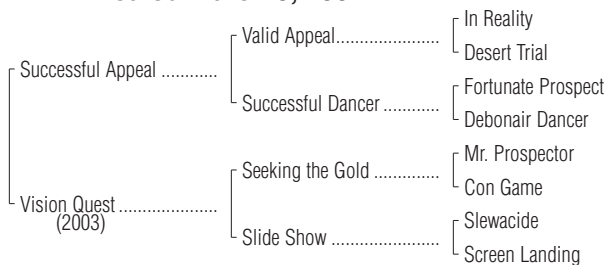 In Reality
Valid Appeal
Desert Trial
Successful Appeal
Fortunate Prospect
Successful Dancer
Debonair Dancer
Mr. Prospector
Seeking the Gold
Con Game
Vision Quest
(2003)
Slewacide
Slide Show
Screen Landing